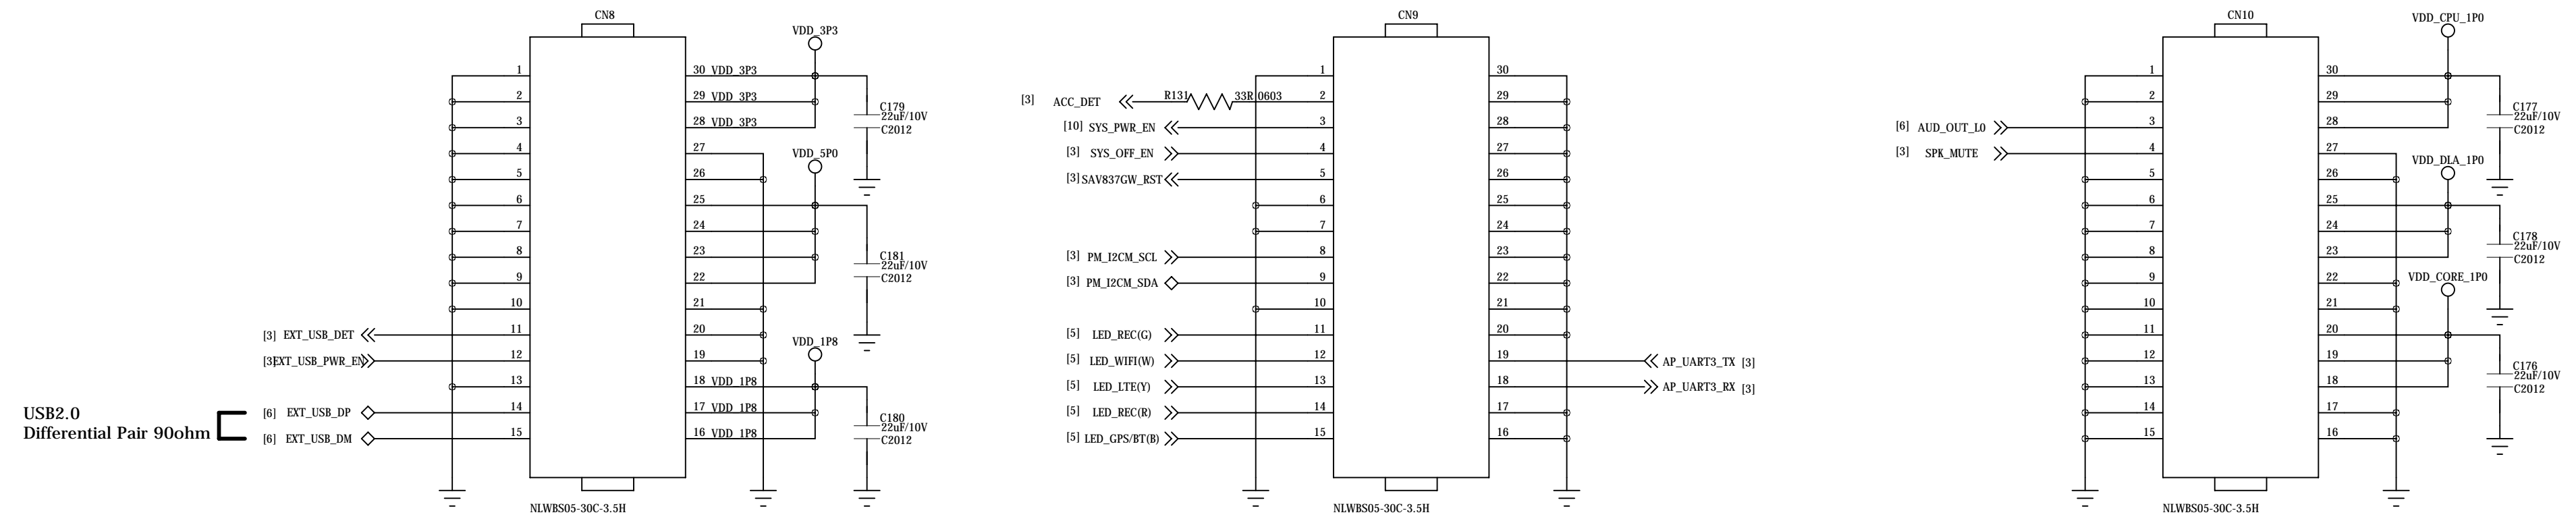 CN8
VDD_3P3
1 30 VDD_3P3
2 29 VDD_3P3
C179
22uF/10V
C2012
3 28 VDD_3P3
4 27
VDD_5P0
5 26
6 25
7 24
8 23
C181
22uF/10V
C2012
9 22
10 21
[3] EXT_USB_DET 11 20
VDD_1P8
[3]EXT_USB_PWR_EN 12 19
13 18 VDD_1P8
USB2.0
[6] EXT_USB_DP 14 17 VDD_1P8
C180
22uF/10V
C2012
Differential Pair 90ohm
[6] EXT_USB_DM 15 16 VDD_1P8
NLWBS05-30C-3.5H
CN9
1 30
[3] ACC_DET R131 33R 0603 2 29
[10] SYS_PWR_EN 3 28
[3] SYS_OFF_EN 4 27
[3] SAV837GW_RST 5 26
6 25
7 24
[3] PM_I2CM_SCL 8 23
[3] PM_I2CM_SDA 9 22
10 21
[5] LED_REC(G) 11 20
[5] LED_WIFI(W) 12 19 AP_UART3_TX [3]
[5] LED_LTE(Y) 13 18 AP_UART3_RX [3]
[5] LED_REC(R) 14 17
[5] LED_GPS/BT(B) 15 16
NLWBS05-30C-3.5H
CN10
VDD_CPU_1P0
1 30
2 29
C177
22uF/10V
C2012
[6] AUD_OUT_L0 3 28
[3] SPK_MUTE 4 27
VDD_DLA_1P0
5 26
6 25
7 24
C178
22uF/10V
C2012
8 23
VDD_CORE_1P0
9 22
10 21
11 20
12 19
C176
22uF/10V
C2012
13 18
14 17
15 16
NLWBS05-30C-3.5H